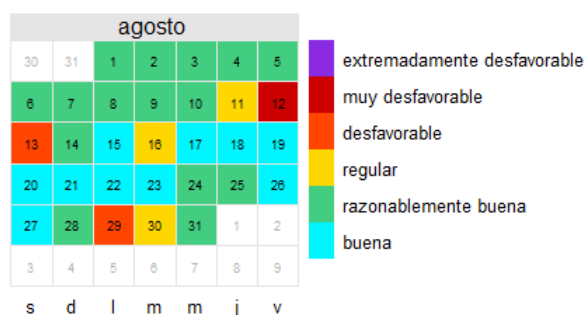 agosto
30 31 1 2 3 4 5
6 7 8 9 10 11 12
13 14 15 16 17 18 19
20 21 22 23 24 25 26
27 28 29 30 31 1 2
3 4 5 6 7 8 9
s d l m m j v
extremadamente desfavorable
muy desfavorable
desfavorable
regular
razonablemente buena
buena